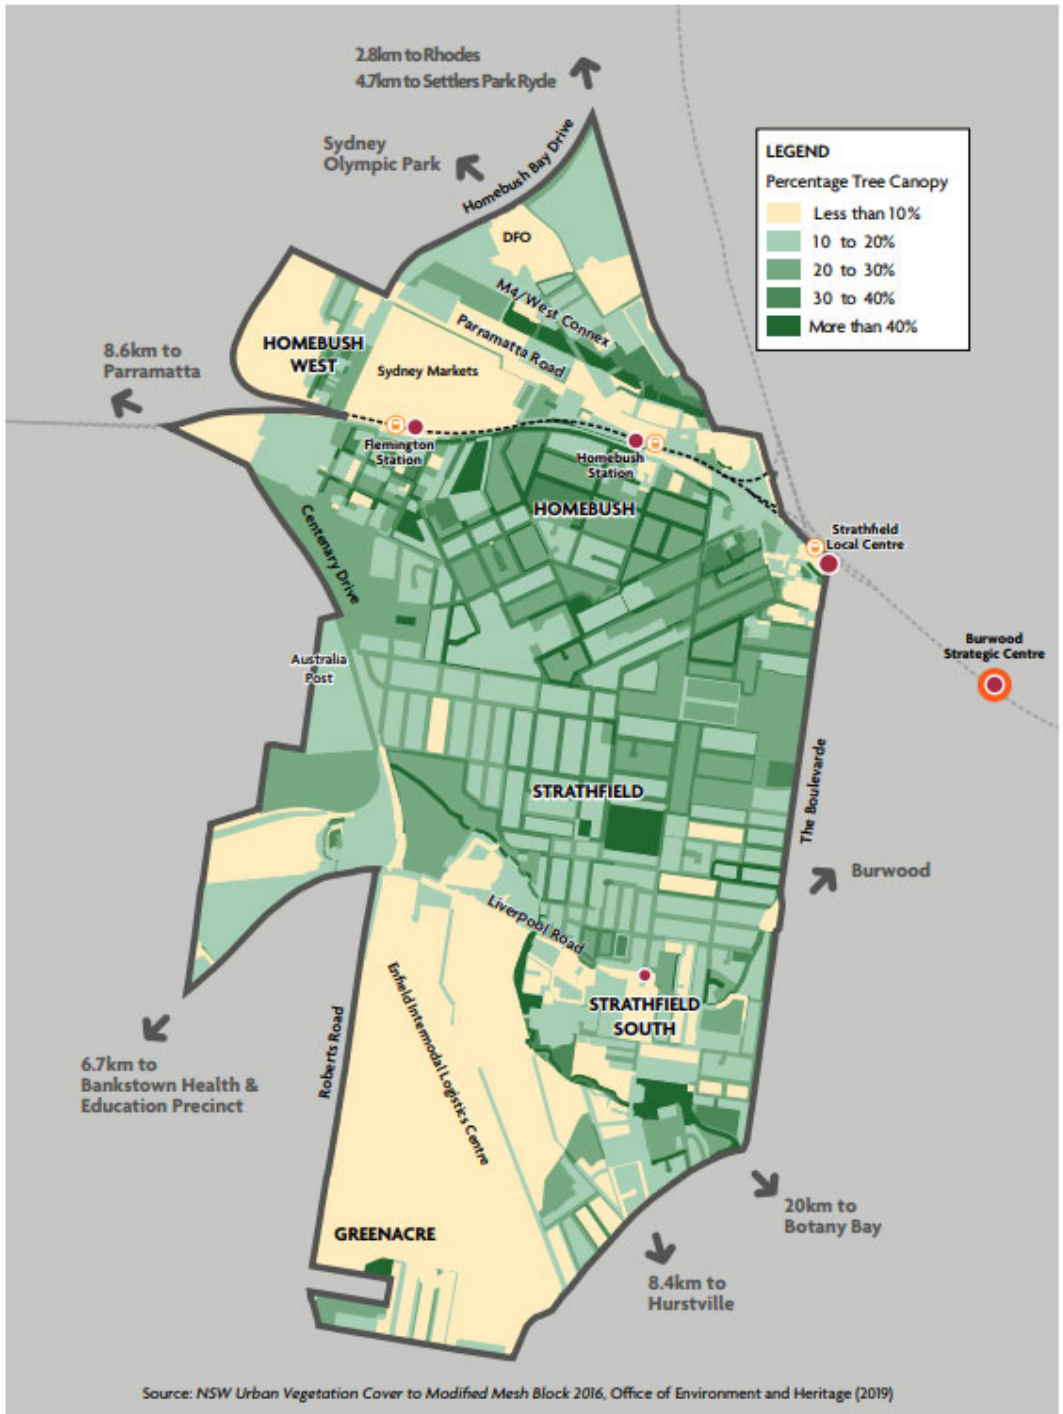 2.8km to Rhodes
4.7km to Settlers Park Ryde
Sydney
Olympic Park
Homebush Bay Drive
LEGEND
Percentage Tree Canopy
Less than 10%
10 to 20%
20 to 30%
30 to 40%
More than 40%
DFO
M4/West Connex
Parramatta Road
HOMEBUSH
WEST
Sydney Markets
8.6km to
Parramatta
Flemington
Station
Homebush
Station
HOMEBUSH
Strathfield
Local Centre
Centenary Drive
Burwood
Strategic Centre
Australia
Post
STRATHFIELD
The Boulevarde
Burwood
Liverpool Road
Enfield Intermodal Logistics Centre
STRATHFIELD
SOUTH
Roberts Road
6.7km to
Bankstown Health &
Education Precinct
20km to
Botany Bay
GREENACRE
8.4km to
Hurstville
Source: NSW Urban Vegetation Cover to Modified Mesh Block 2016, Office of Environment and Heritage (2019)